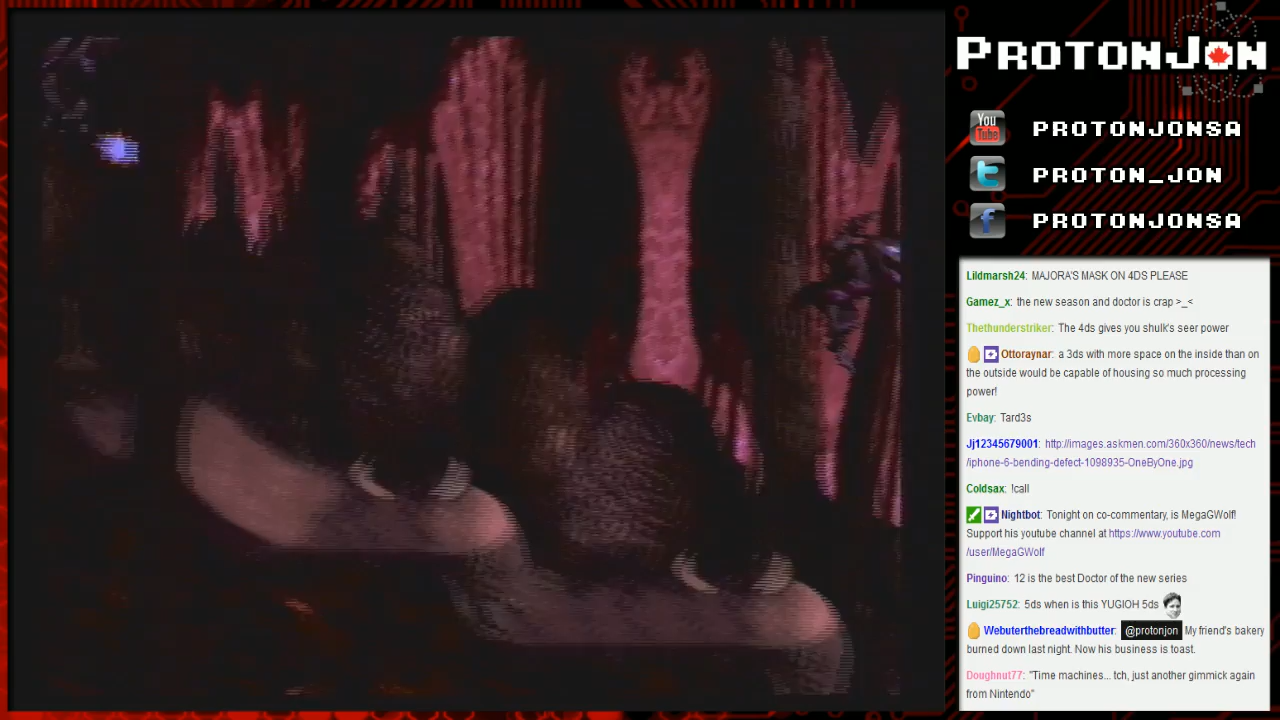 PROTONJON
You
Tube
PROTONJONSA
PROTON_JON
PROTONJONSA
Lildmarsh24: MAJORA'S MASK ON 4DS PLEASE
Gamez_x: the new season and doctor is crap >_<
Thethunderstriker: The 4ds gives you shulk's seer power
Ottoraynar: a 3ds with more space on the inside than on
the outside would be capable of housing so much processing
power!
Evbay: Tard3s
Jj12345679001: http://images.askmen.com/360x360/news/tech
/iphone-6-bending-defect-1098935-OneByOne.jpg
Coldsax: !call
Nightbot: Tonight on co-commentary, is MegaGWolf!
Support his youtube channel at https://www.youtube.com
/user/MegaGWolf
Pinguino: 12 is the best Doctor of the new series
Luigi25752: 5ds when is this YUGIOH 5ds
Webuterthebreadwithbutter: @protonjon My friend's bakery
burned down last night. Now his business is toast.
Doughnut77: "Time machines... tch, just another gimmick again
from Nintendo"